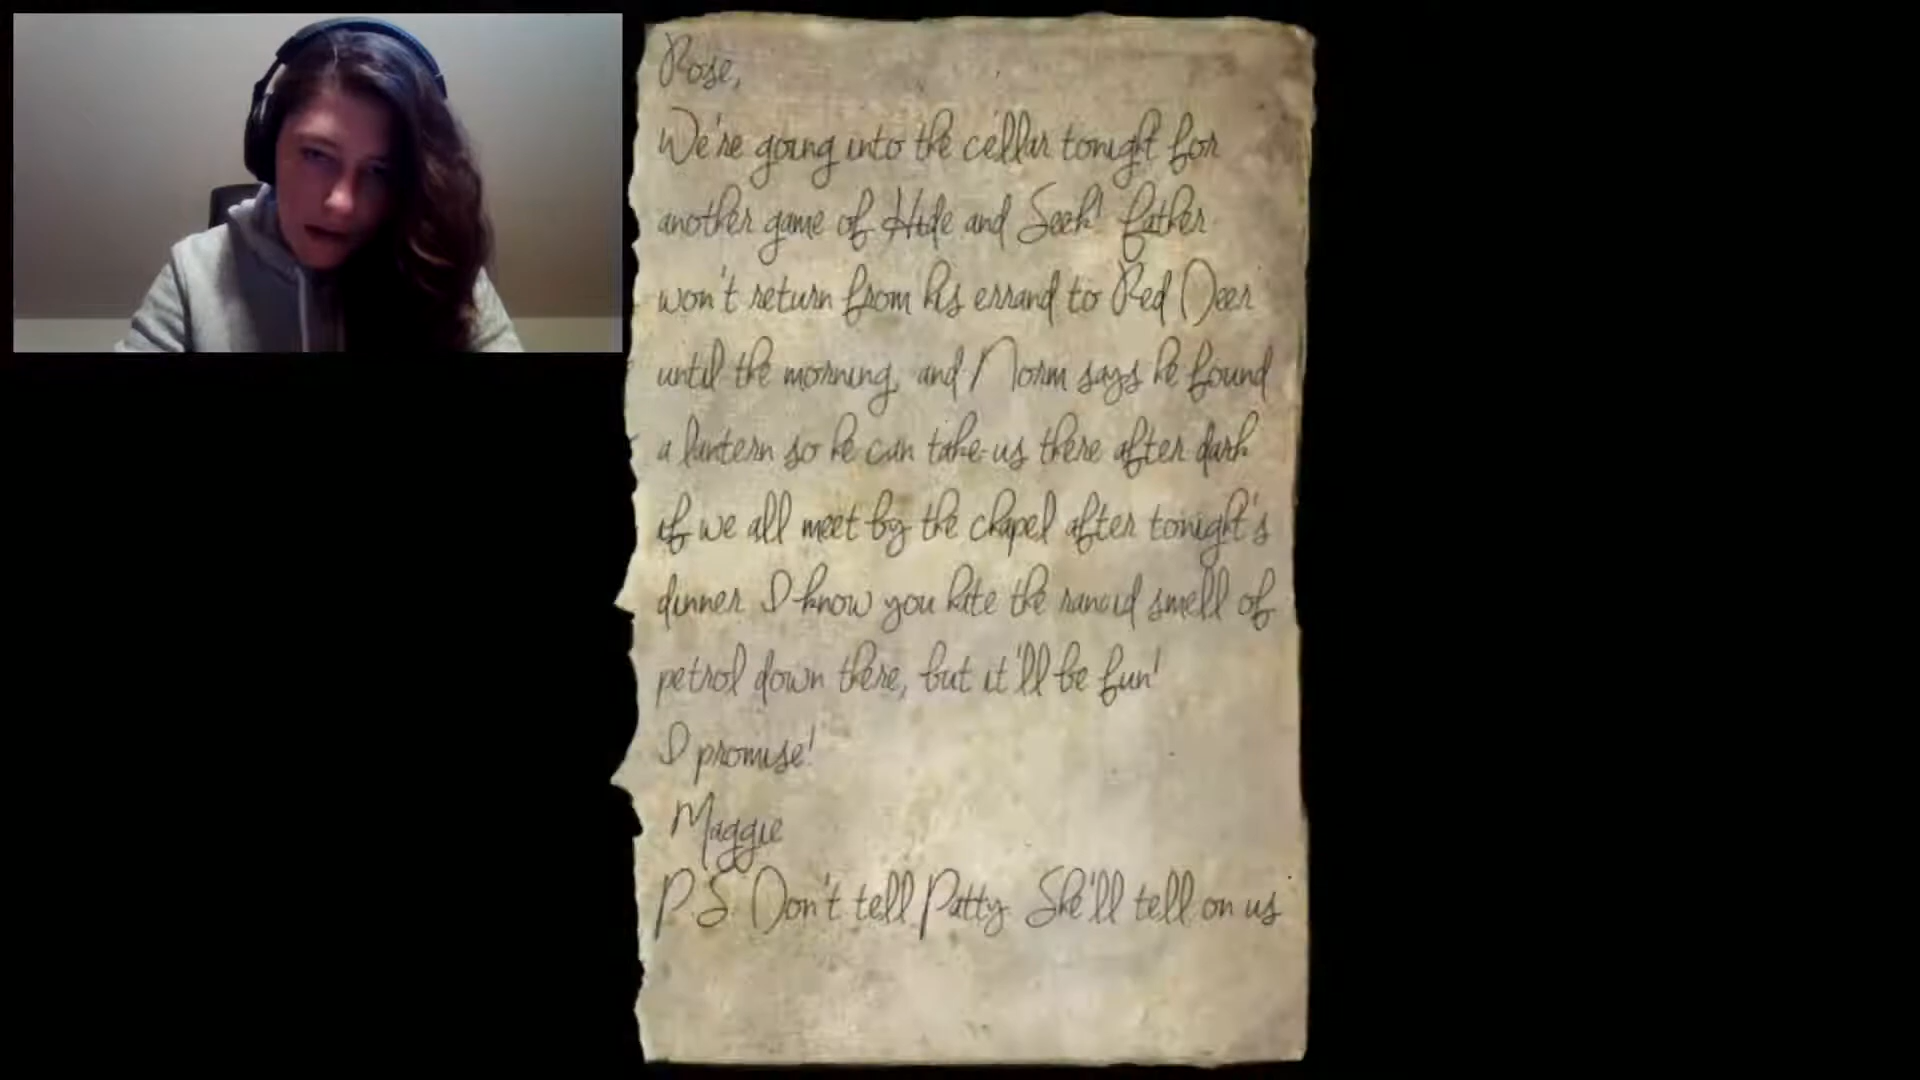 Rose,
We're going into the cellar tonight for
another game of Hide and Seek! Father
won't return from his errand to Red Deer
until the morning, and Norm says he found
a lantern so he can take us there after dark
if we all meet by the chapel after tonight's
dinner. I know you hate the rancid smell of
petrol down there, but it'll be fun!
I promise!
Maggie
P.S. Don't tell Patty. She'll tell on us